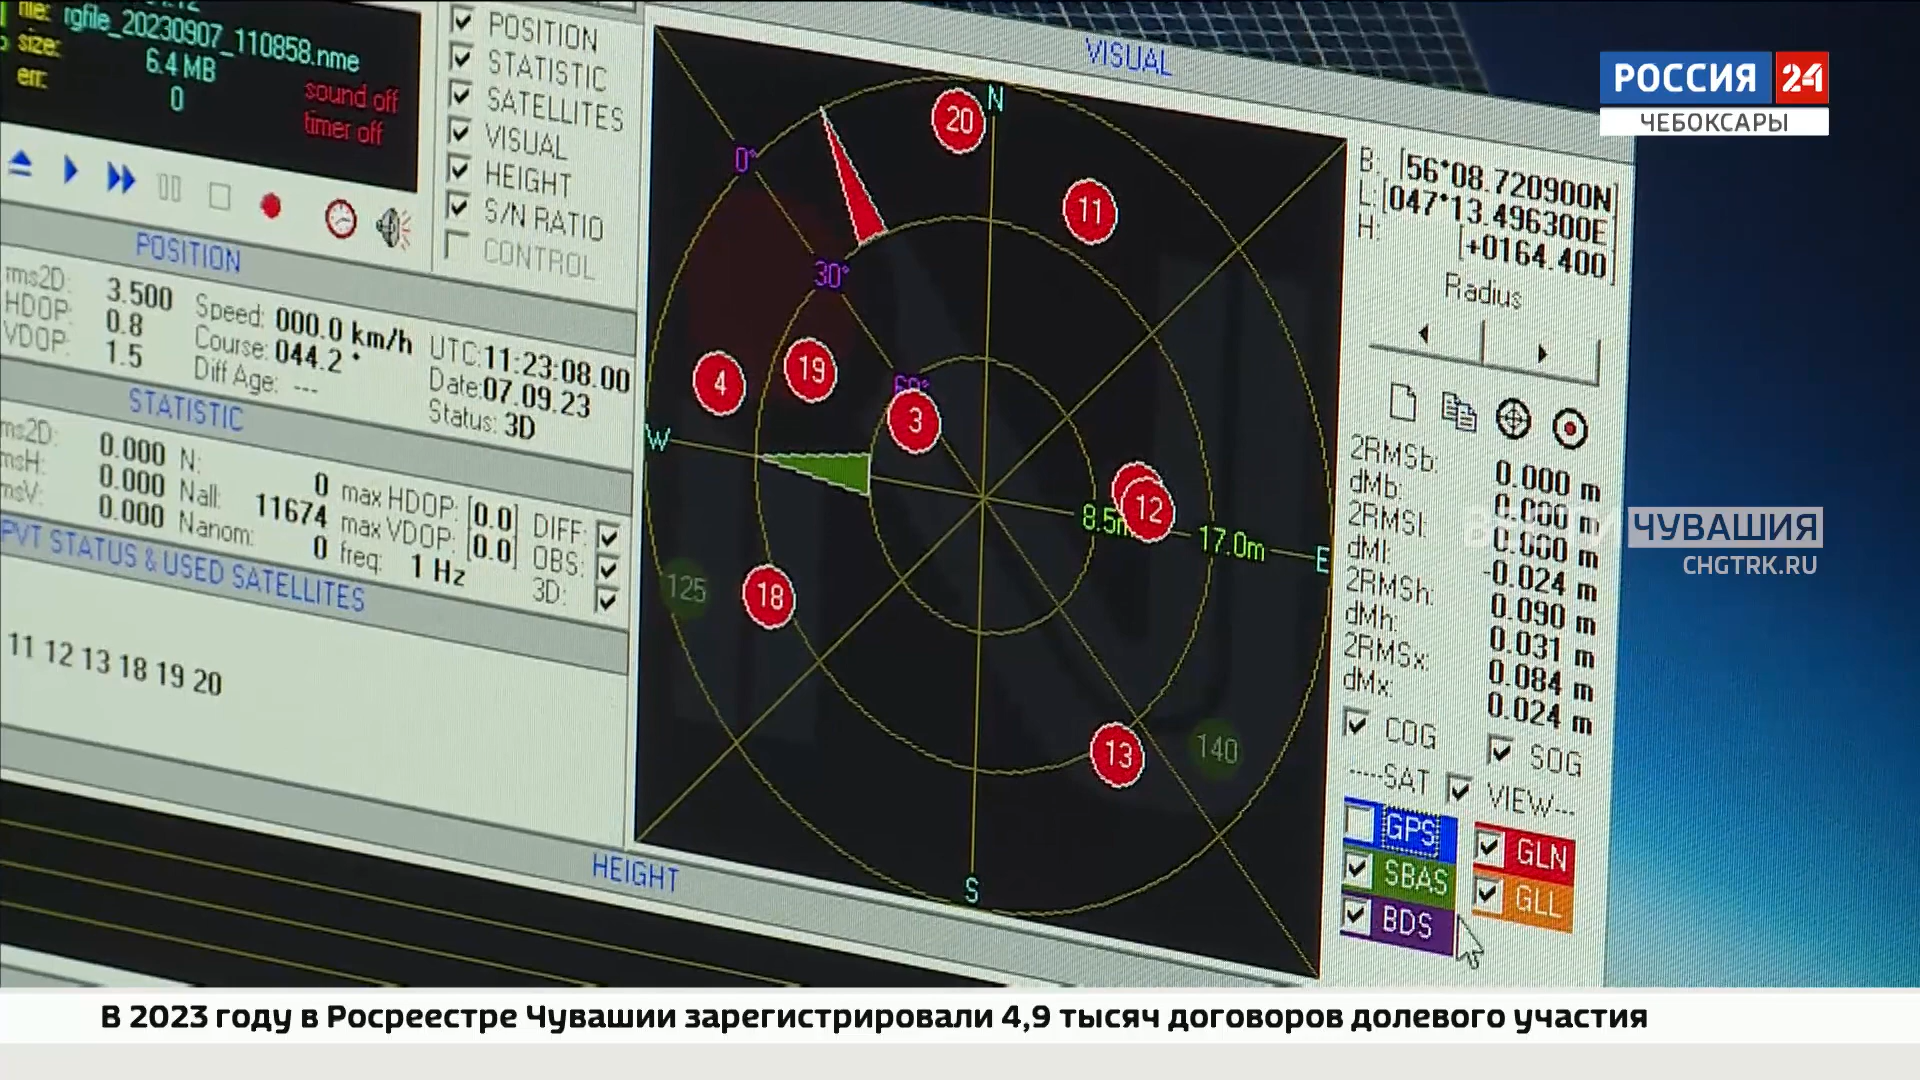 file: rgfile_20230907_110858.nme
size: 6.4 MB
err: 0
sound off
timer off
POSITION
STATISTIC
SATELLITES
VISUAL
HEIGHT
S/N RATIO
CONTROL
POSITION
rms2D: 3.500
HDOP: 0.8
VDOP: 1.5
Speed: 000.0 km/h
Course: 044.2 °
Diff Age: ---
UTC: 11:23:08.00
Date: 07.09.23
Status: 3D
STATISTIC
ms2D: 0.000
msH: 0.000
msV: 0.000
N: 0
Nall: 11674
Nanom: 0
max HDOP: [0.0]
max VDOP: [0.0]
freq: 1 Hz
DIFF:
OBS:
3D:
PVT STATUS & USED SATELLITES
11 12 13 18 19 20
HEIGHT
VISUAL
N
20
11
0°
30°
60°
4
19
3
W
12
8.5m
17.0m
E
125
18
13
140
S
B: [56°08.720900N]
L: [047°13.496300E]
H: [+0164.400]
Radius
2RMSb: 0.000 m
dMb: 0.000 m
2RMSl: 0.000 m
dMl: -0.024 m
2RMSh: 0.090 m
dMh: 0.031 m
2RMSx: 0.084 m
dMx: 0.024 m
COG
SOG
-----SAT VIEW---
GPS
GLN
SBAS
GLL
BDS
РОССИЯ 24
ЧЕБОКСАРЫ
ЧУВАШИЯ
CHGTRK.RU
В 2023 году в Росреестре Чувашии зарегистрировали 4,9 тысяч договоров долевого участия